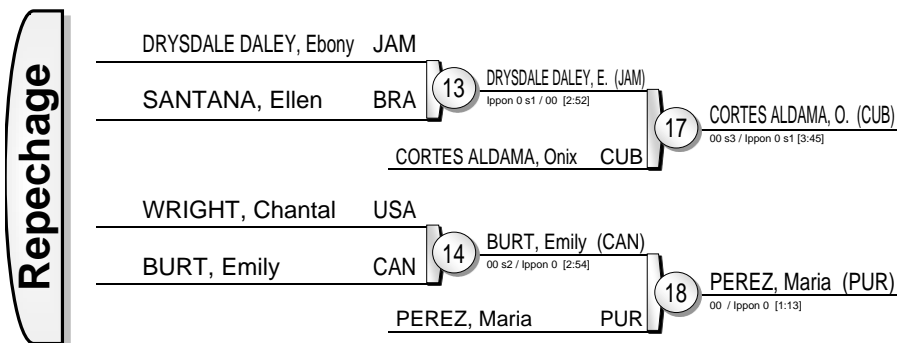 Repechage
DRYSDALE DALEY, Ebony JAM
SANTANA, Ellen BRA
13
DRYSDALE DALEY, E. (JAM)
Ippon 0 s1 / 00 [2:52]
CORTES ALDAMA, Onix CUB
17
CORTES ALDAMA, O. (CUB)
00 s3 / Ippon 0 s1 [3:45]
WRIGHT, Chantal USA
BURT, Emily CAN
14
BURT, Emily (CAN)
00 s2 / Ippon 0 [2:54]
PEREZ, Maria PUR
18
PEREZ, Maria (PUR)
00 / Ippon 0 [1:13]